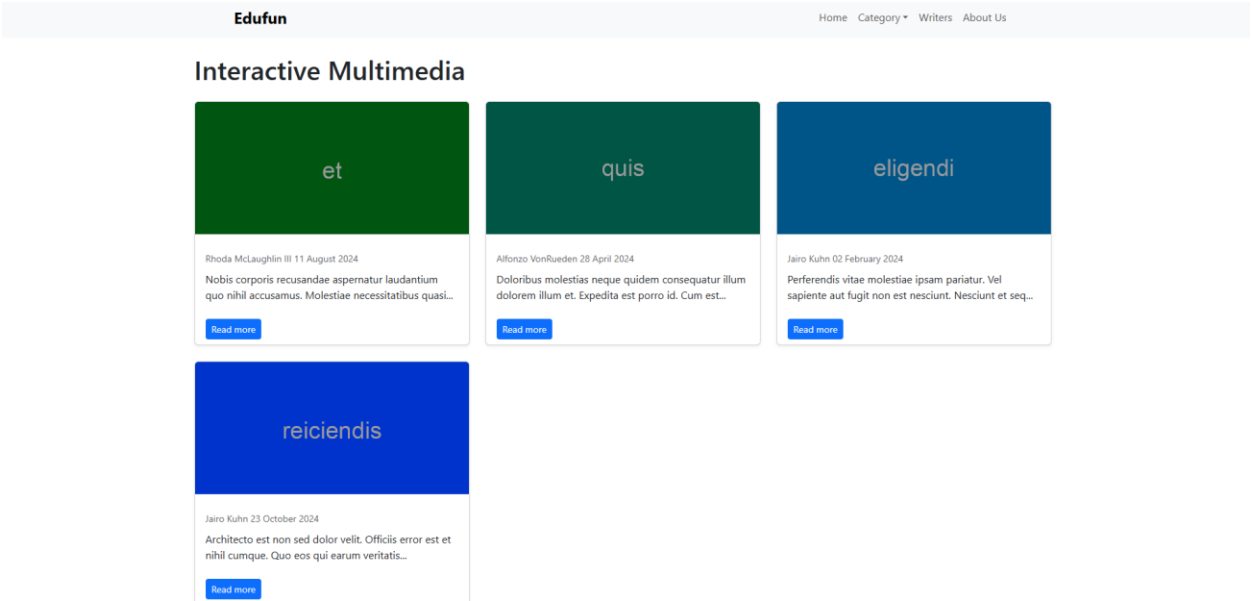 Edufun
Home Category Writers About Us
Interactive Multimedia
et
Rhoda McLaughlin III 11 August 2024
Nobis corporis recusandae aspernatur laudantium
quo nihil accusamus. Molestiae necessitatibus quasi...
Read more
quis
Alfonzo VonRueden 28 April 2024
Doloribus molestias neque quidem consequatur illum
dolorem illum et. Expedita est porro id. Cum est...
Read more
eligendi
Jairo Kuhn 02 February 2024
Perferendis vitae molestiae ipsam pariatur. Vel
sapiente aut fugit non est nesciunt. Nesciunt et seq...
Read more
reiciendis
Jairo Kuhn 23 October 2024
Architecto est non sed dolor velit. Officiis error est et
nihil cumque. Quo eos qui earum veritatis...
Read more